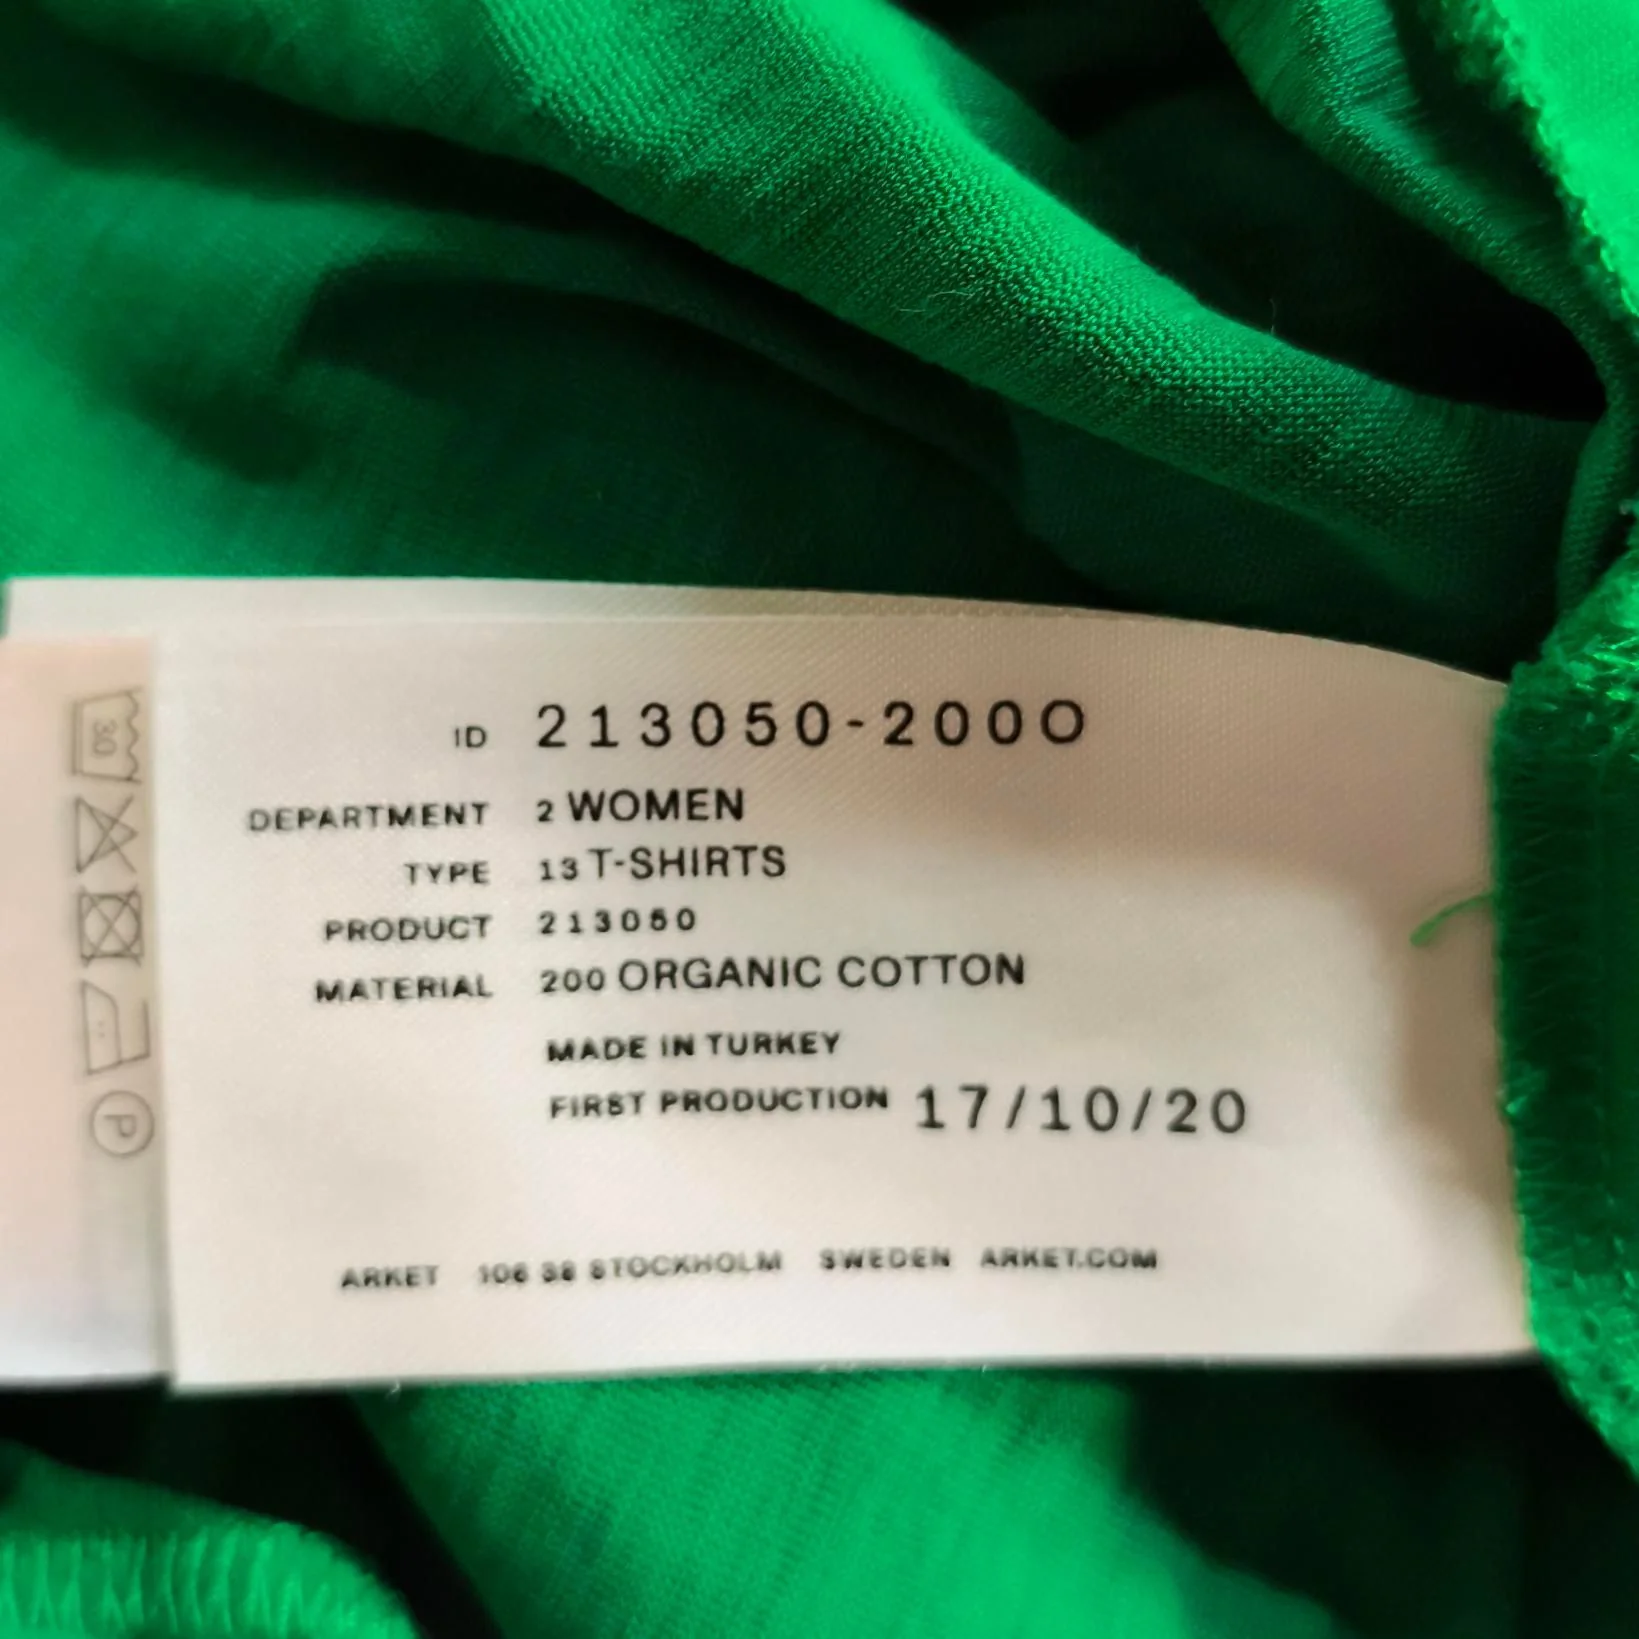 ID 213050-200O
DEPARTMENT 2 WOMEN
TYPE 13 T-SHIRTS
PRODUCT 213050
MATERIAL 200 ORGANIC COTTON
MADE IN TURKEY
FIRST PRODUCTION 17/10/20
ARKET 106 38 STOCKHOLM SWEDEN ARKET.COM
30
P